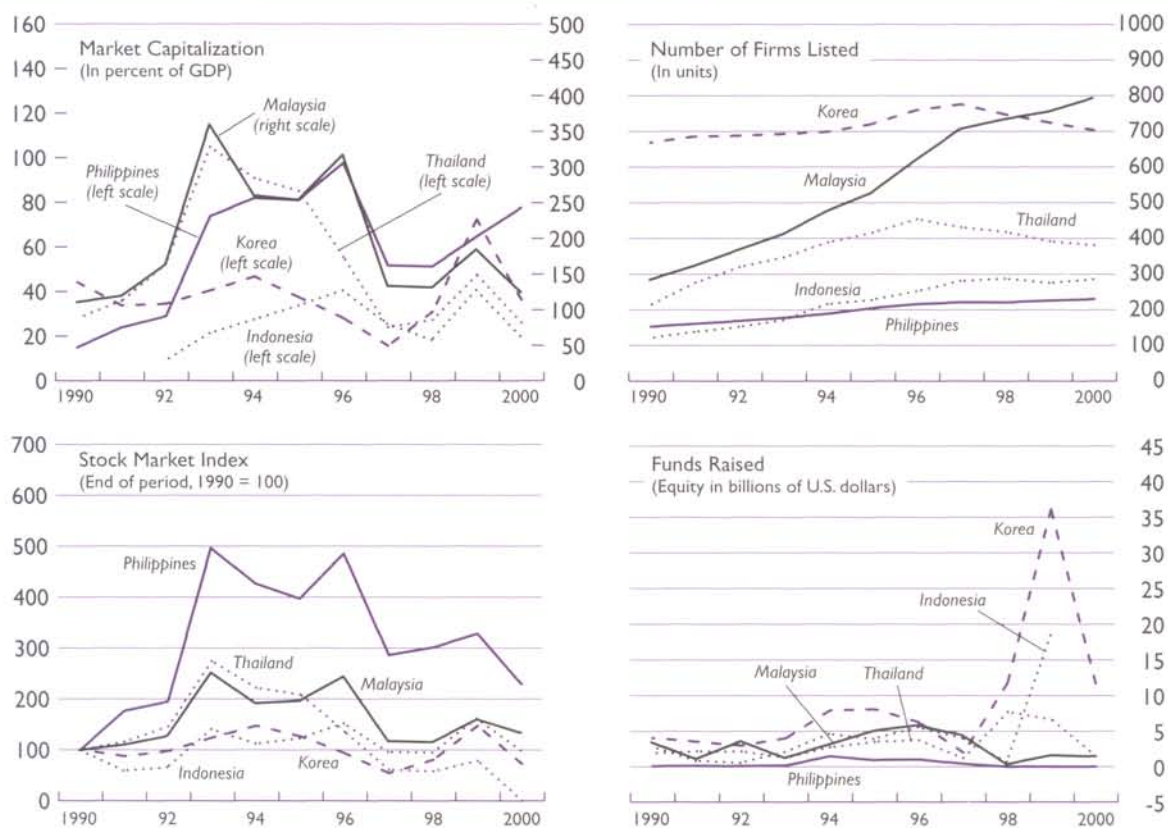 Market Capitalization
(In percent of GDP)
160
140
120
100
80
60
40
20
0
500
450
400
350
300
250
200
150
100
50
0
Malaysia
(right scale)
Philippines
(left scale)
Thailand
(left scale)
Korea
(left scale)
Indonesia
(left scale)
1990 92 94 96 98 2000
Number of Firms Listed
(In units)
1000
900
800
700
600
500
400
300
200
100
0
Korea
Malaysia
Thailand
Indonesia
Philippines
1990 92 94 96 98 2000
Stock Market Index
(End of period, 1990 = 100)
700
600
500
400
300
200
100
0
Philippines
Thailand
Malaysia
Indonesia
Korea
1990 92 94 96 98 2000
Funds Raised
(Equity in billions of U.S. dollars)
45
40
35
30
25
20
15
10
5
0
-5
Korea
Indonesia
Malaysia
Thailand
Philippines
1990 92 94 96 98 2000